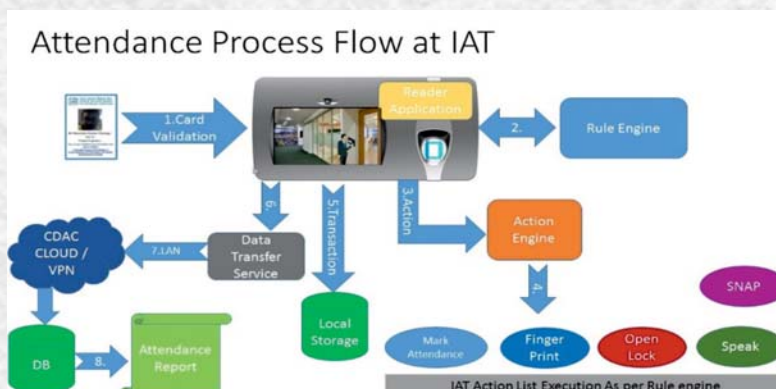 Attendance Process Flow at IAT
Reader
Application
1.Card
Validation
2.
Rule Engine
3.Action
6.
5.Transaction
Action
Engine
CDAC
CLOUD /
VPN
7.LAN
Data
Transfer
Service
4.
SNAP
Local
Storage
Mark
Attendance
Finger
Print
Open
Lock
Speak
DB
8.
Attendance
Report
IAT Action List Execution As per Rule engine